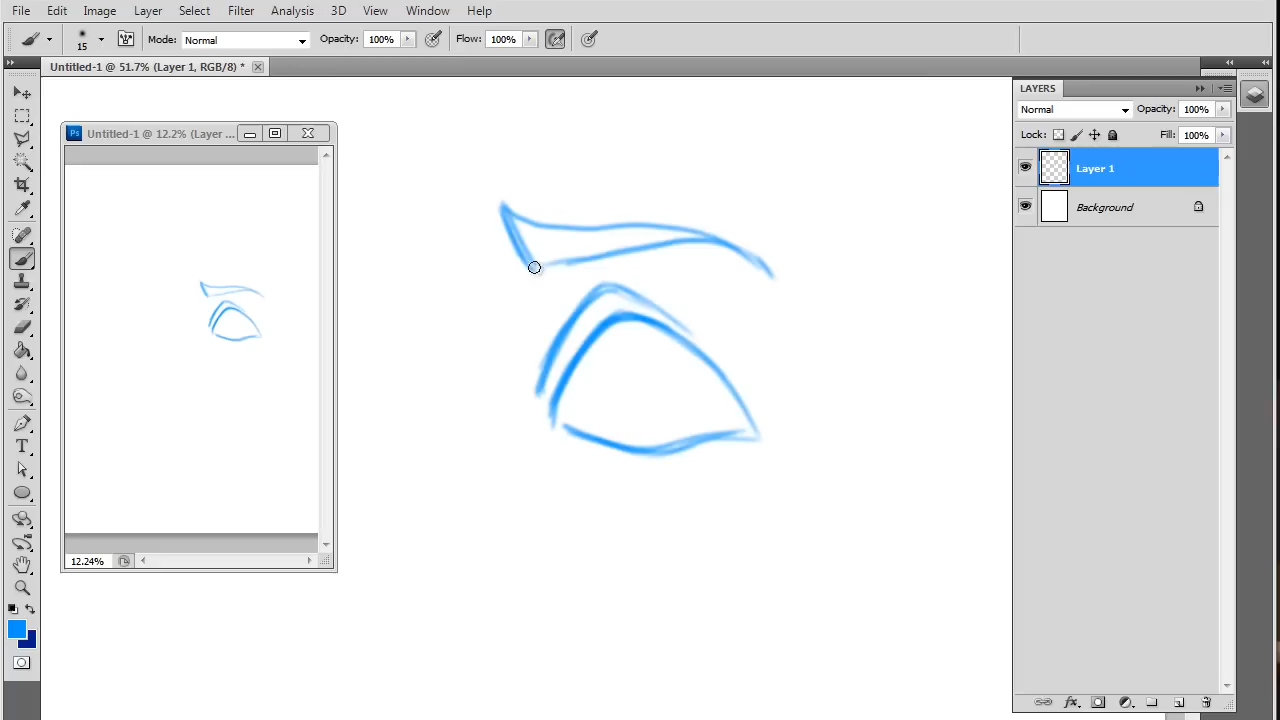 File Edit Image Layer Select Filter Analysis 3D View Window Help
15 Mode: Normal Opacity: 100% Flow: 100%
Untitled-1 @ 51.7% (Layer 1, RGB/8) *
LAYERS
Normal Opacity: 100%
Lock: Fill: 100%
Layer 1
Background
Ps Untitled-1 @ 12.2% (Layer ...
12.24%
T
fx